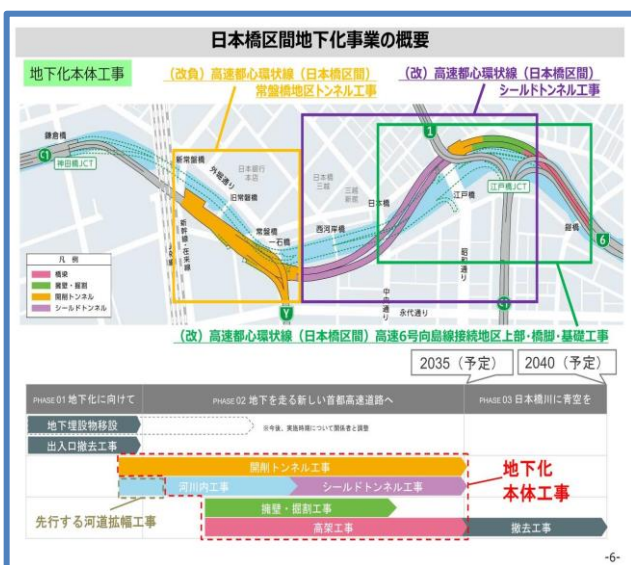 日本橋区間地下化事業の概要
地下化本体工事
(改負)高速都心環状線(日本橋区間)
常盤橋地区トンネル工事
(改)高速都心環状線(日本橋区間)
シールドトンネル工事
鎌倉橋
C1
神田橋JCT
新常盤橋
外堀通り
日本銀行
本店
旧常盤橋
常盤橋
一石橋
新幹線・在来線
日本橋
三越
三越
新館
西河岸橋
日本橋
1
江戸橋
江戸橋JCT
昭和通り
中央通り
永代通り
6
Y
凡例
橋梁
擁壁・掘割
開削トンネル
シールドトンネル
(改)高速都心環状線(日本橋区間)高速6号向島線接続地区上部・橋脚・基礎工事
2035(予定)
2040(予定)
PHASE 01 地下化に向けて
PHASE 02 地下を走る新しい首都高速道路へ
PHASE 03 日本橋川に青空を
地下埋設物移設
※今後、実施時期について関係者と調整
出入口撤去工事
開削トンネル工事
河川内工事
シールドトンネル工事
地下化
本体工事
先行する河道拡幅工事
擁壁・掘割工事
高架工事
撤去工事
-6-